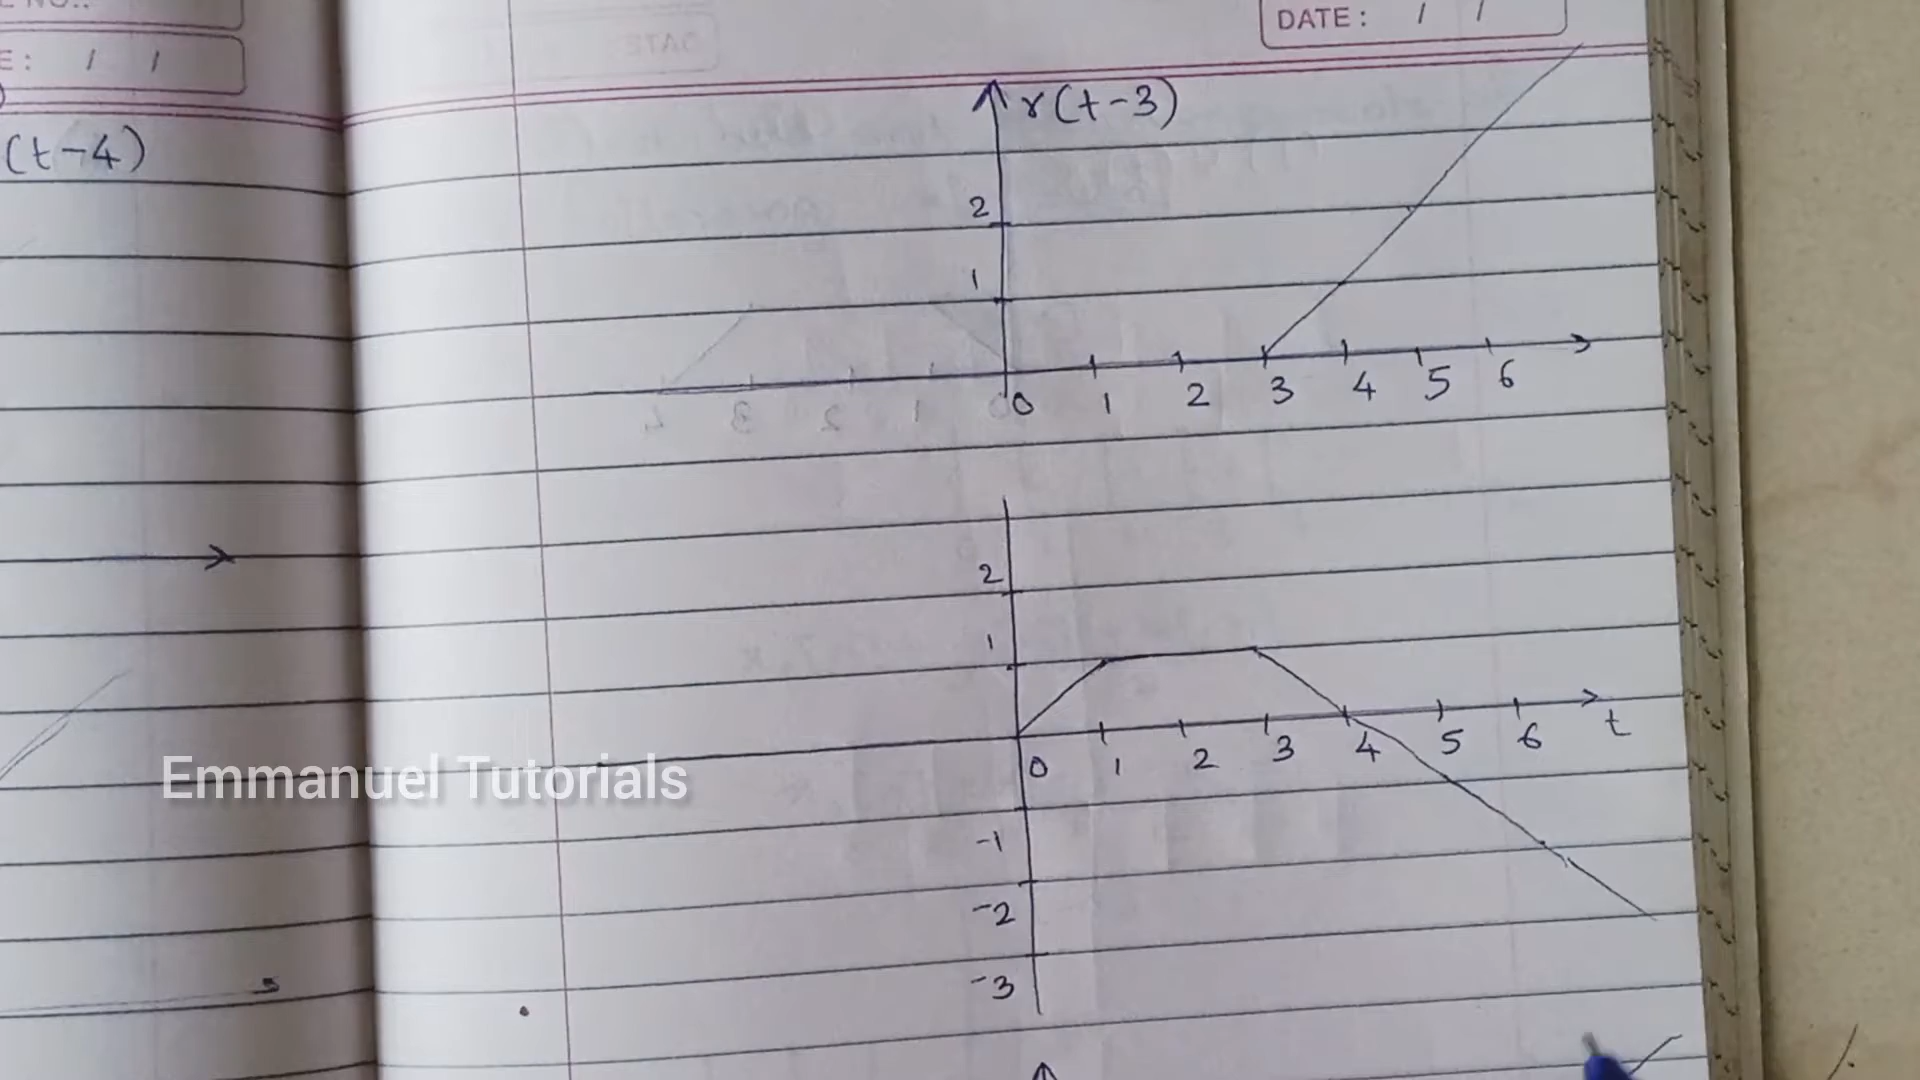 DATE: / /
E: / /
(t-4)
r(t-3)
2
1
0 1 2 3 4 5 6
2
1
0 1 2 3 4 5 6 t
-1
-2
-3
Emmanuel Tutorials